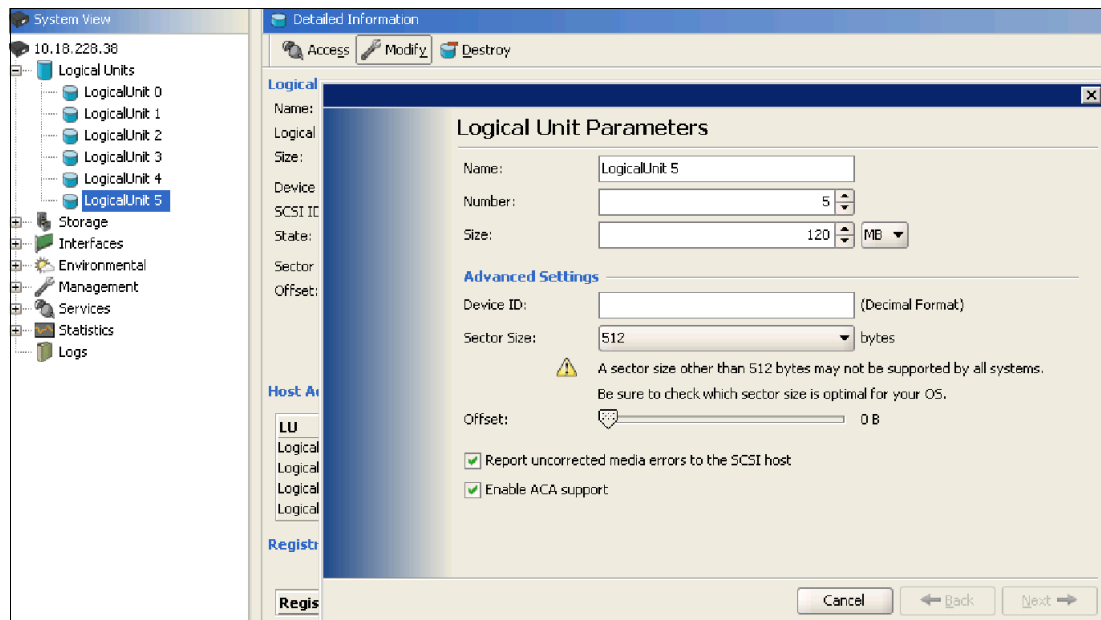 System View
10.18.228.38
Logical Units
LogicalUnit 0
LogicalUnit 1
LogicalUnit 2
LogicalUnit 3
LogicalUnit 4
LogicalUnit 5
Storage
Interfaces
Environmental
Management
Services
Statistics
Logs
Detailed Information
Access Modify Destroy
Logical
Name:
Logical
Size:
Device
SCSI ID
State:
Sector
Offset:
Host
LU
Logical
Logical
Logical
Logical
Regist
Regis
Logical Unit Parameters
Name: LogicalUnit 5
Number: 5
Size: 120 MB
Advanced Settings
Device ID: (Decimal Format)
Sector Size: 512 bytes
A sector size other than 512 bytes may not be supported by all systems.
Be sure to check which sector size is optimal for your OS.
Offset: 0 B
Report uncorrected media errors to the SCSI host
Enable ACA support
Cancel Back Next